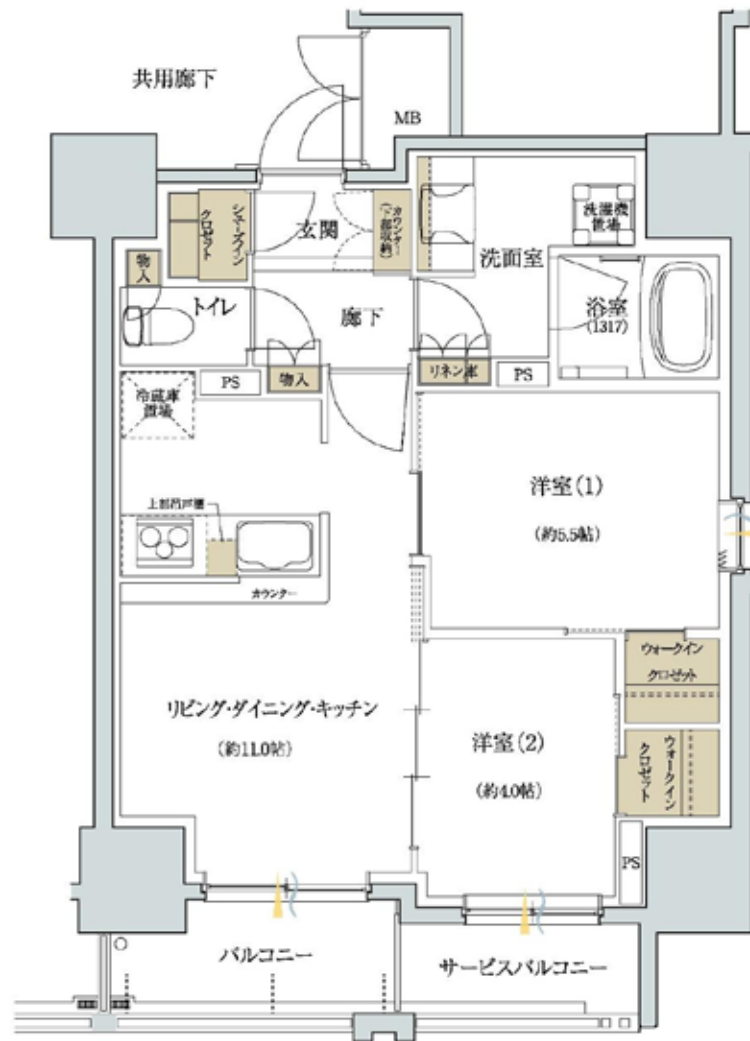 共用廊下
MB
シューズイン
クロゼット
玄関
カウンター
(下部収納)
洗濯機
置場
洗面室
物入
トイレ
廊下
浴室
(1317)
PS
物入
リネン庫
PS
冷蔵庫
置場
洋室(1)
(約5.5帖)
上部吊戸棚
カウンター
ウォークイン
クロゼット
リビング・ダイニング・キッチン
(約11.0帖)
洋室(2)
(約4.0帖)
ウォークイン
クロゼット
PS
バルコニー
サービスバルコニー